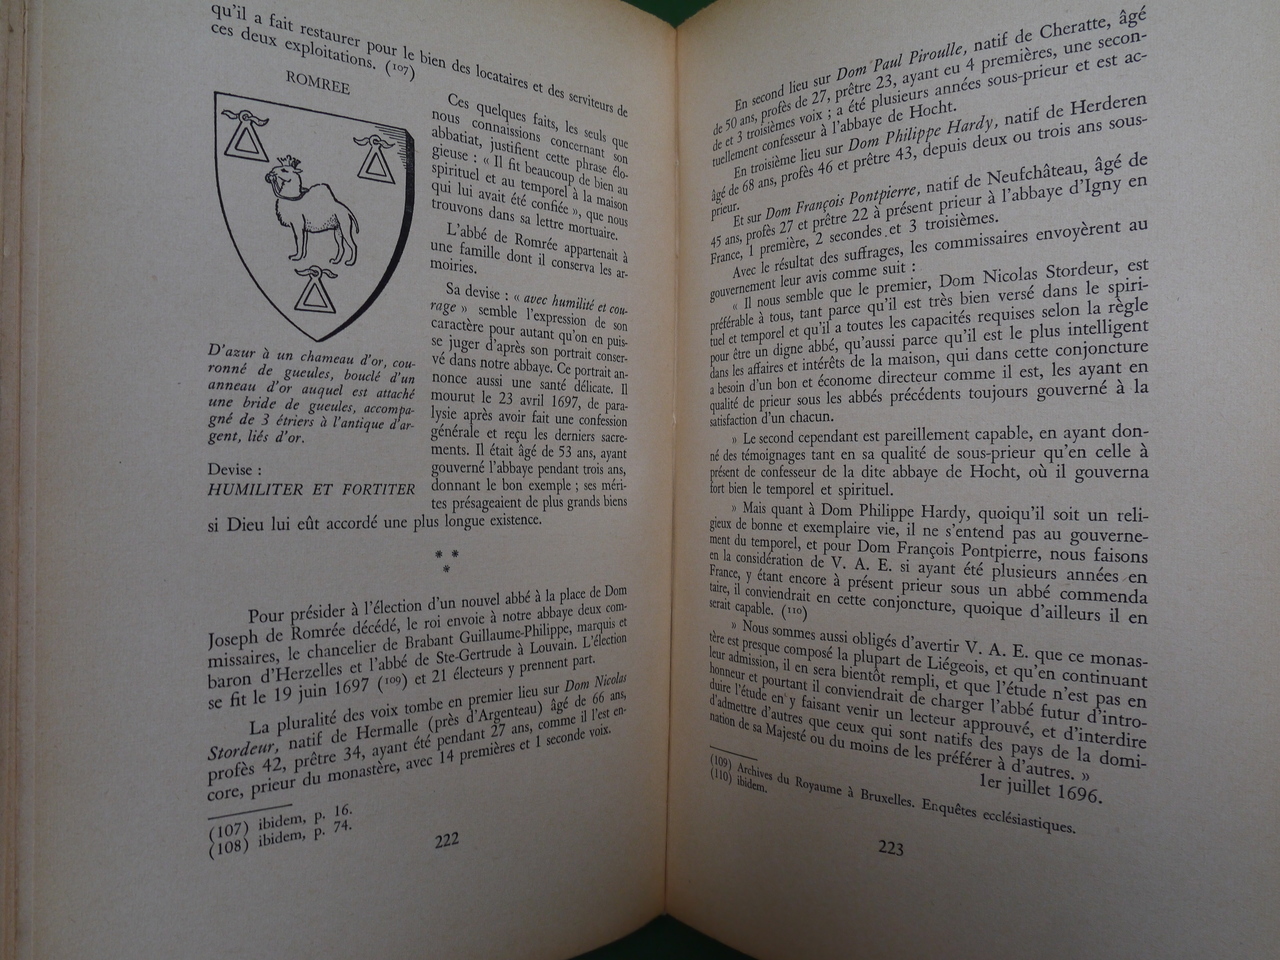 qu'il a fait restaurer pour le bien des locataires et des serviteurs de
ces deux exploitations. (107)
ROMREE
D'azur à un chameau d'or, cou-
ronné de gueules, bouclé d'un
anneau d'or auquel est attaché
une bride de gueules, accompa-
gné de 3 étriers à l'antique d'ar-
gent, liés d'or.
Devise :
HUMILITER ET FORTITER
Ces quelques faits, les seuls que
nous connaissions concernant son
abbatiat, justifient cette phrase élo-
gieuse : « Il fit beaucoup de bien au
spirituel et au temporel à la maison
qui lui avait été confiée », que nous
trouvons dans sa lettre mortuaire.
L'abbé de Romrée appartenait à
une famille dont il conserva les ar-
moiries.
Sa devise : « avec humilité et cou-
rage » semble l'expression de son
caractère pour autant qu'on en puis-
se juger d'après son portrait conser-
vé dans notre abbaye. Ce portrait an-
nonce aussi une santé délicate. Il
mourut le 23 avril 1697, de para-
lysie après avoir fait une confession
générale et reçu les derniers sacre-
ments. Il était âgé de 53 ans, ayant
gouverné l'abbaye pendant trois ans,
donnant le bon exemple ; ses méri-
tes présageaient de plus grands biens
si Dieu lui eût accordé une plus longue existence.
* *
*
Pour présider à l'élection d'un nouvel abbé à la place de Dom
Joseph de Romrée décédé, le roi envoie à notre abbaye deux com-
missaires, le chancelier de Brabant Guillaume-Philippe, marquis et
baron d'Herzelles et l'abbé de Ste-Gertrude à Louvain. L'élection
se fit le 19 juin 1697 (109) et 21 électeurs y prennent part.
La pluralité des voix tombe en premier lieu sur Dom Nicolas
Stordeur, natif de Hermalle (près d'Argenteau) âgé de 66 ans,
profès 42, prêtre 34, ayant été pendant 27 ans, comme il l'est en-
core, prieur du monastère, avec 14 premières et 1 seconde voix.
(107) ibidem, p. 16.
(108) ibidem, p. 74.
222
En second lieu sur Dom Paul Piroulle, natif de Cheratte, âgé
de 50 ans, profès de 27, prêtre 23, ayant eu 4 premières, une secon-
de et 3 troisièmes voix ; a été plusieurs années sous-prieur et est ac-
tuellement confesseur à l'abbaye de Hocht.
En troisième lieu sur Dom Philippe Hardy, natif de Herderen
âgé de 68 ans, profès 46 et prêtre 43, depuis deux ou trois ans sous-
prieur.
Et sur Dom François Pontpierre, natif de Neufchâteau, âgé de
45 ans, profès 27 et prêtre 22 à présent prieur à l'abbaye d'Igny en
France, 1 première, 2 secondes et 3 troisièmes.
Avec le résultat des suffrages, les commissaires envoyèrent au
gouvernement leur avis comme suit :
« Il nous semble que le premier, Dom Nicolas Stordeur, est
préférable à tous, tant parce qu'il est très bien versé dans le spiri-
tuel et temporel et qu'il a toutes les capacités requises selon la règle
pour être un digne abbé, qu'aussi parce qu'il est le plus intelligent
dans les affaires et intérêts de la maison, qui dans cette conjoncture
a besoin d'un bon et économe directeur comme il est, les ayant en
qualité de prieur sous les abbés précédents toujours gouverné à la
satisfaction d'un chacun.
» Le second cependant est pareillement capable, en ayant don-
né des témoignages tant en sa qualité de sous-prieur qu'en celle à
présent de confesseur de la dite abbaye de Hocht, où il gouverna
fort bien le temporel et spirituel.
» Mais quant à Dom Philippe Hardy, quoiqu'il soit un reli-
gieux de bonne et exemplaire vie, il ne s'entend pas au gouverne-
ment du temporel, et pour Dom François Pontpierre, nous faisons
en la considération de V. A. E. si ayant été plusieurs années en
France, y étant encore à présent prieur sous un abbé commenda
taire, il conviendrait en cette conjoncture, quoique d'ailleurs il en
serait capable. (110)
» Nous sommes aussi obligés d'avertir V. A. E. que ce monas-
tère est presque composé la plupart de Liégeois, et qu'en continuant
leur admission, il en sera bientôt rempli, et que l'étude n'est pas en
honneur et pourtant il conviendrait de charger l'abbé futur d'intro-
duire l'étude en y faisant venir un lecteur approuvé, et d'interdire
d'admettre d'autres que ceux qui sont natifs des pays de la domi-
nation de sa Majesté ou du moins de les préférer à d'autres. »
1er juillet 1696.
(109) Archives du Royaume à Bruxelles. Enquêtes ecclésiastiques.
(110) ibidem.
223